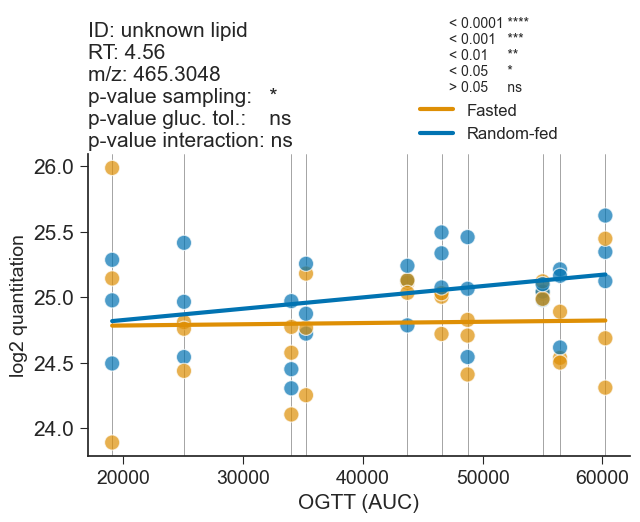 ID: unknown lipid
RT: 4.56
m/z: 465.3048
p-value sampling: *
p-value gluc. tol.: ns
p-value interaction: ns
< 0.0001 ****
< 0.001 ***
< 0.01 **
< 0.05 *
> 0.05 ns
Fasted
Random-fed
26.0
25.5
25.0
24.5
24.0
log2 quantitation
20000 30000 40000 50000 60000
OGTT (AUC)